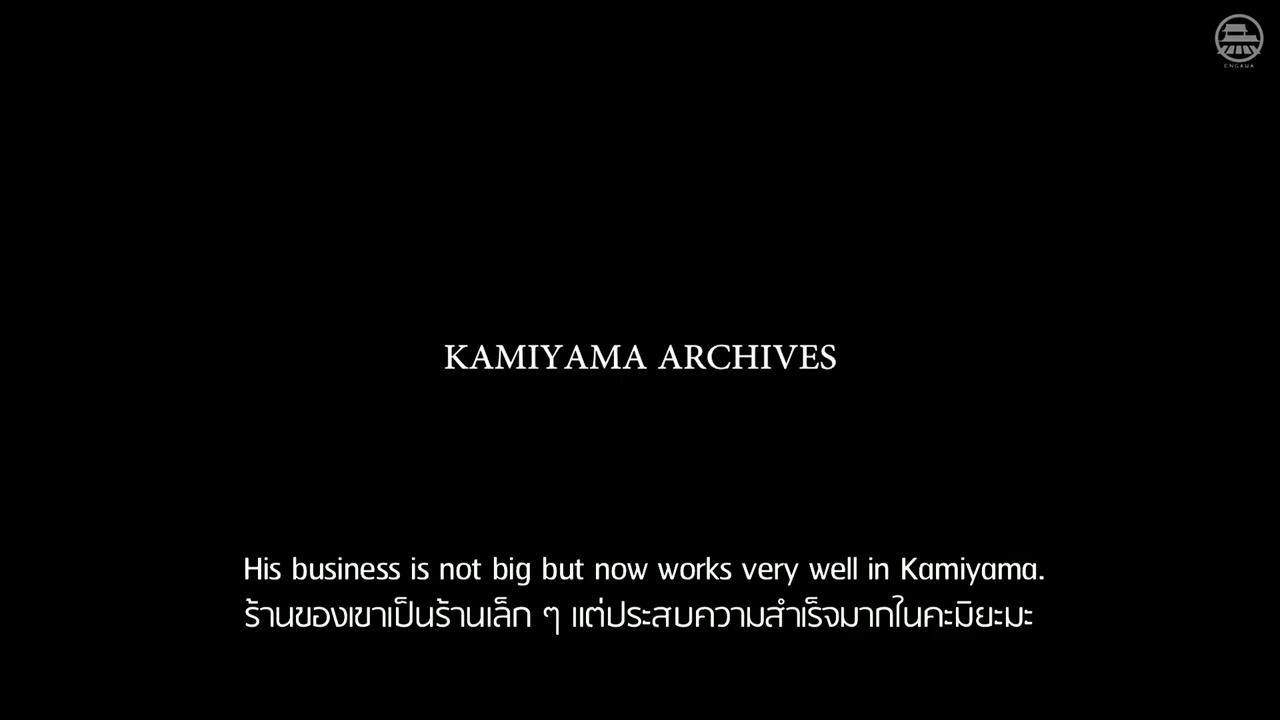 ENGAWA
KAMIYAMA ARCHIVES
His business is not big but now works very well in Kamiyama.
ร้านของเขาเป็นร้านเล็ก ๆ แต่ประสบความสำเร็จมากในคะมิยะมะ